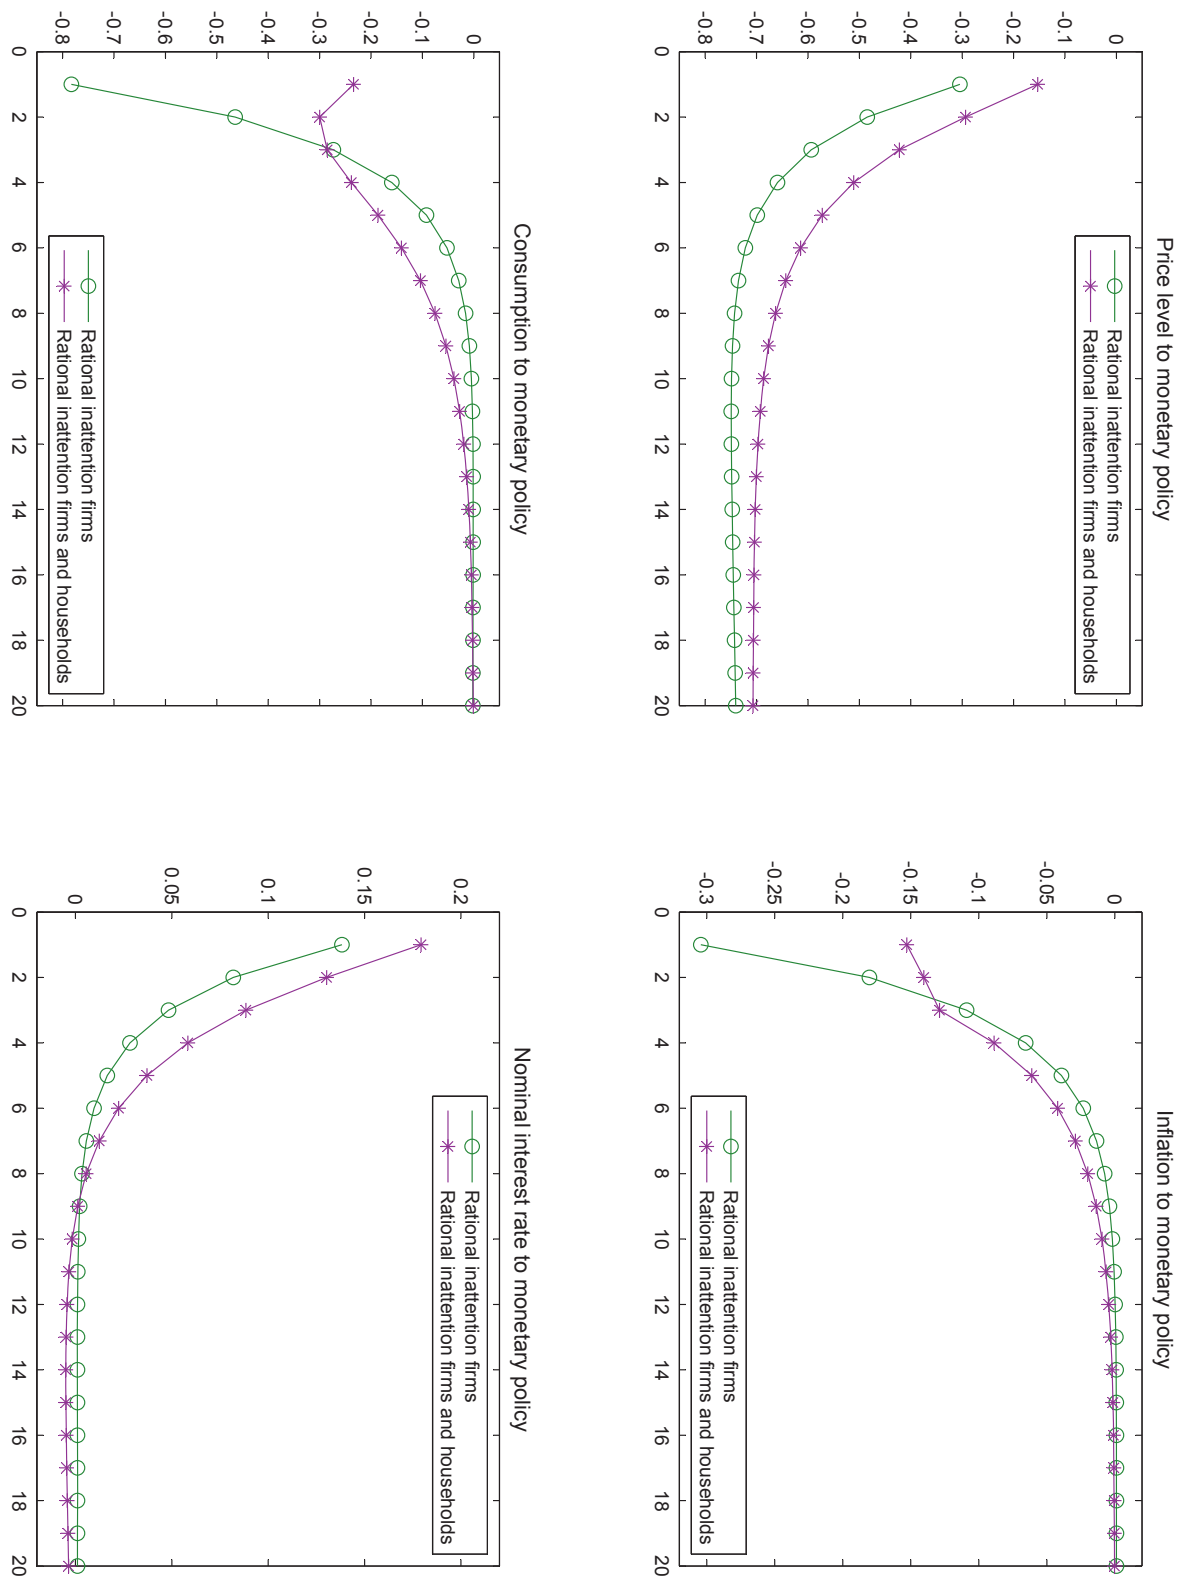 Price level to monetary policy
0
-0.1
-0.2
-0.3
-0.4
-0.5
-0.6
-0.7
-0.8
0 2 4 6 8 10 12 14 16 18 20
Rational inattention firms
Rational inattention firms and households
Inflation to monetary policy
0
-0.05
-0.1
-0.15
-0.2
-0.25
-0.3
0 2 4 6 8 10 12 14 16 18 20
Rational inattention firms
Rational inattention firms and households
Consumption to monetary policy
0
-0.1
-0.2
-0.3
-0.4
-0.5
-0.6
-0.7
-0.8
0 2 4 6 8 10 12 14 16 18 20
Rational inattention firms
Rational inattention firms and households
Nominal interest rate to monetary policy
0.2
0.15
0.1
0.05
0
0 2 4 6 8 10 12 14 16 18 20
Rational inattention firms
Rational inattention firms and households